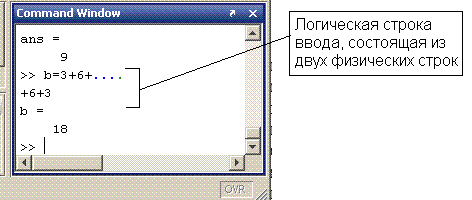 Command Window
ans =
9
>> b=3+6+....
+6+3
b =
18
>>
Логическая строка
ввода, состоящая из
двух физических строк
OVR